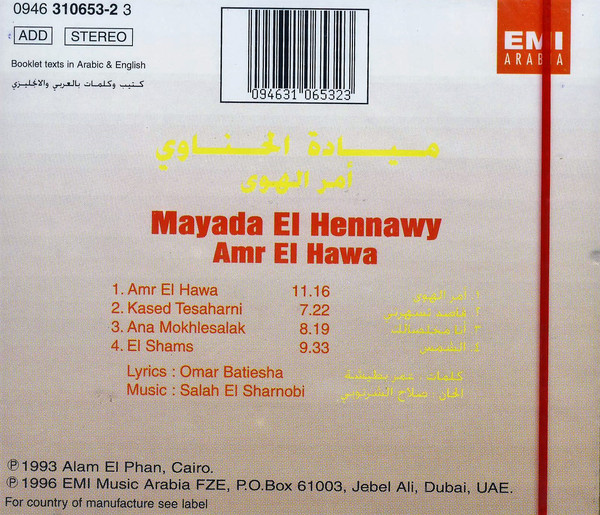 0946 310653-2 3
ADD STEREO
Booklet texts in Arabic & English
كتيب وكلمات بالعربي والانجليزي
094631 065323
EMI
ARABIA
ميادة الحناوي
أمر الهوى
Mayada El Hennawy
Amr El Hawa
1. Amr El Hawa 11.16 ١. أمر الهوى
2. Kased Tesaharni 7.22 ٢. قاصد تسهرني
3. Ana Mokhlesalak 8.19 ٣. أنا مخلصالك
4. El Shams 9.33 ٤. الشمس
Lyrics : Omar Batiesha كلمات : عمر بطيشة
Music : Salah El Sharnobi الحان : صلاح الشرنوبي
℗ 1993 Alam El Phan, Cairo.
℗ 1996 EMI Music Arabia FZE, P.O.Box 61003, Jebel Ali, Dubai, UAE.
For country of manufacture see label